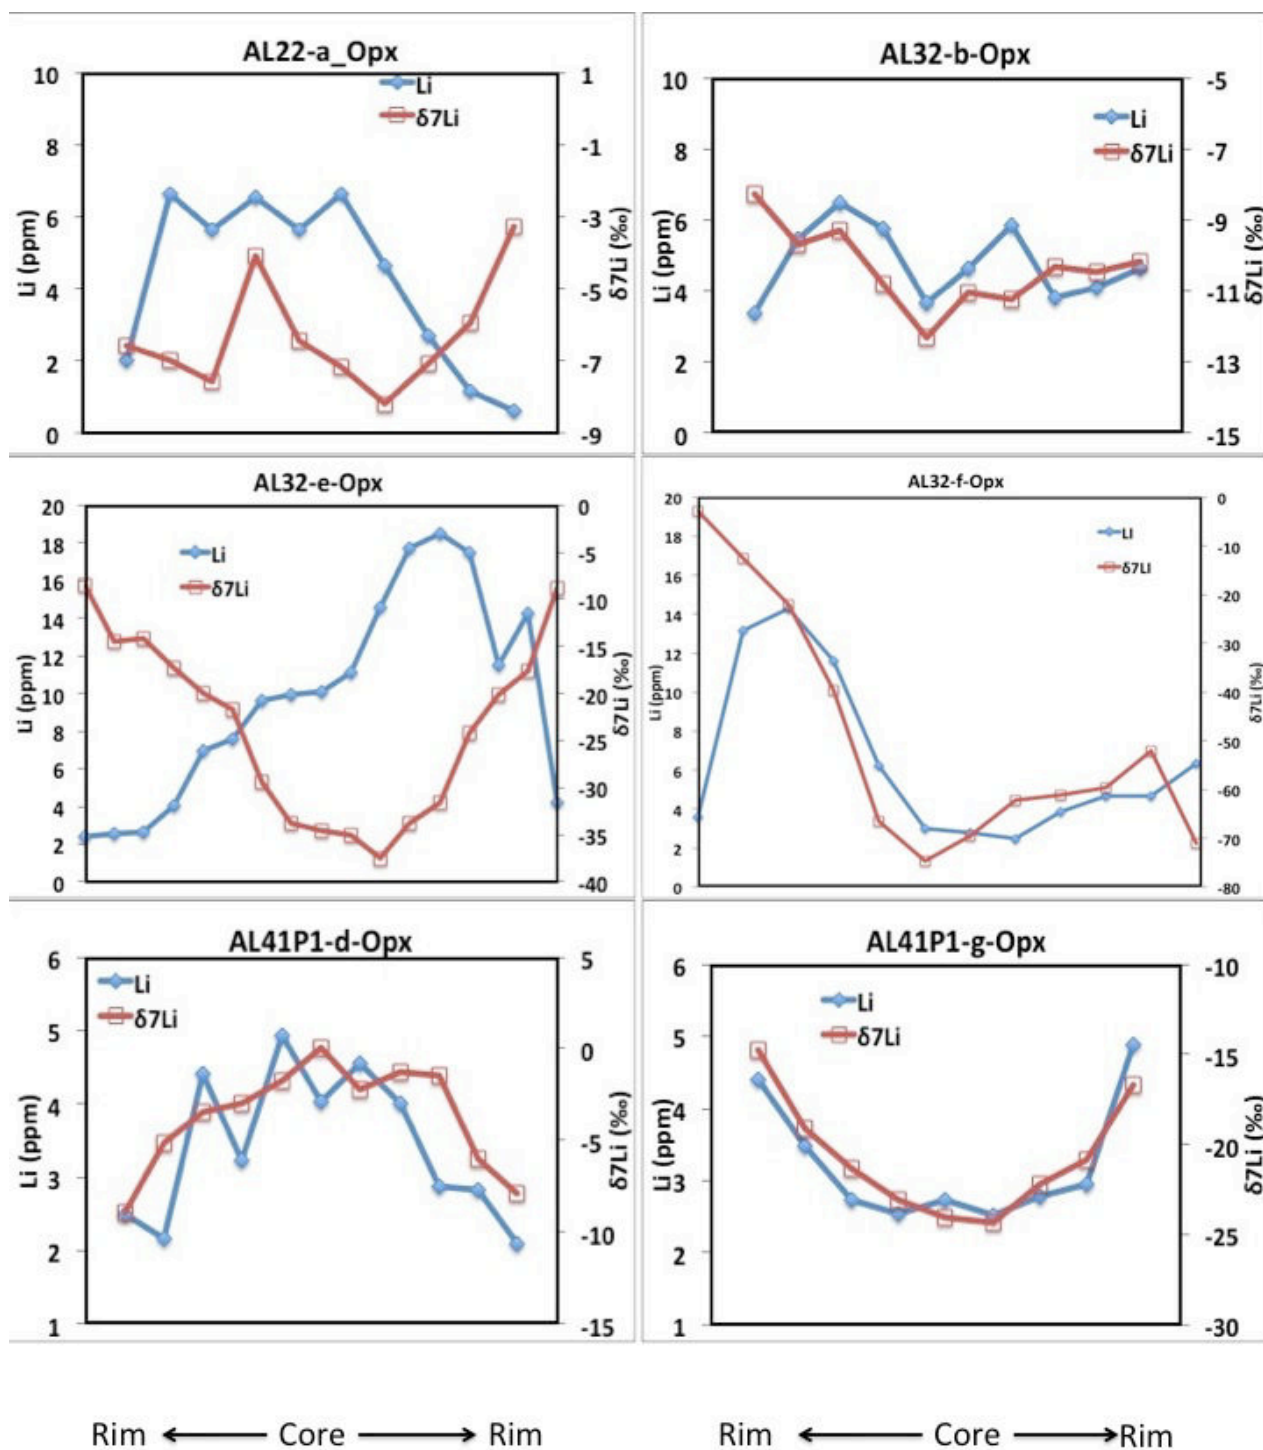 AL22-a_Opx
Li
δ7Li
10
8
6
4
2
0
Li (ppm)
1
-1
-3
-5
-7
-9
δ7Li (‰)
AL32-b-Opx
Li
δ7Li
10
8
6
4
2
0
Li (ppm)
-5
-7
-9
-11
-13
-15
δ7Li (‰)
AL32-e-Opx
Li
δ7Li
20
18
16
14
12
10
8
6
4
2
0
Li (ppm)
0
-5
-10
-15
-20
-25
-30
-35
-40
δ7Li (‰)
AL32-f-Opx
LI
δ7LI
20
18
16
14
12
10
8
6
4
2
0
Li (ppm)
0
-10
-20
-30
-40
-50
-60
-70
-80
δ7Li (‰)
AL41P1-d-Opx
Li
δ7Li
6
5
4
3
2
1
Li (ppm)
5
0
-5
-10
-15
δ7Li (‰)
AL41P1-g-Opx
Li
δ7Li
6
5
4
3
2
1
Li (ppm)
-10
-15
-20
-25
-30
δ7Li (‰)
Rim Core Rim
Rim Core Rim